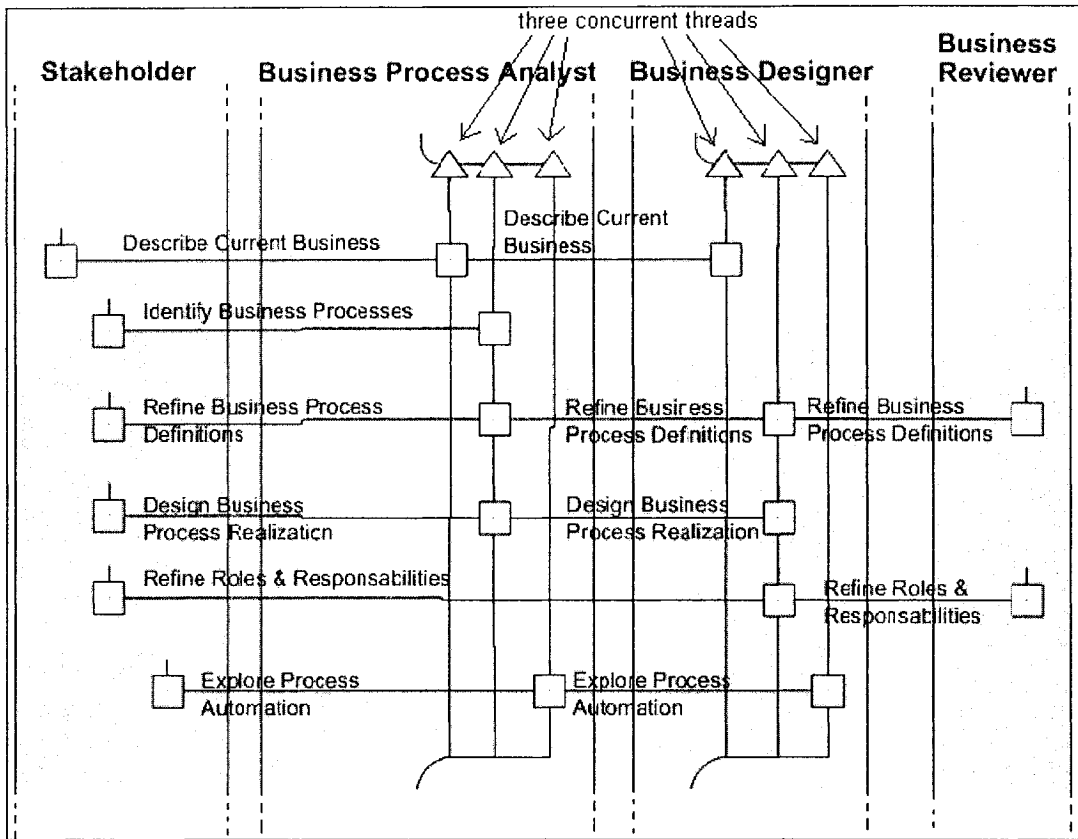 three concurrent threads
Stakeholder
Business Process Analyst
Business Designer
Business
Reviewer
Describe Current Business
Describe Current
Business
Identify Business Processes
Refine Business Process
Definitions
Refine Business
Process Definitions
Refine Business
Process Definitions
Design Business
Process Realization
Design Business
Process Realization
Refine Roles & Responsabilities
Refine Roles &
Responsabilities
Explore Process
Automation
Explore Process
Automation